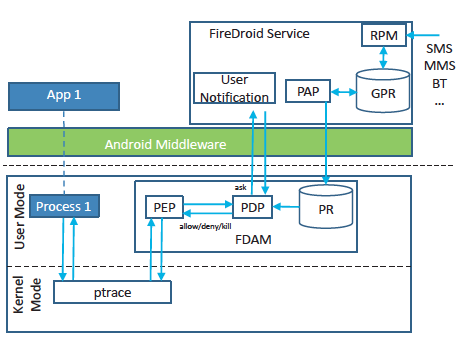 FireDroid Service
RPM
SMS
MMS
BT
...
App 1
User
Notification
PAP
GPR
Android Middleware
User Mode
Process 1
PEP
ask
PDP
PR
allow/deny/kill
FDAM
Kernel
Mode
ptrace